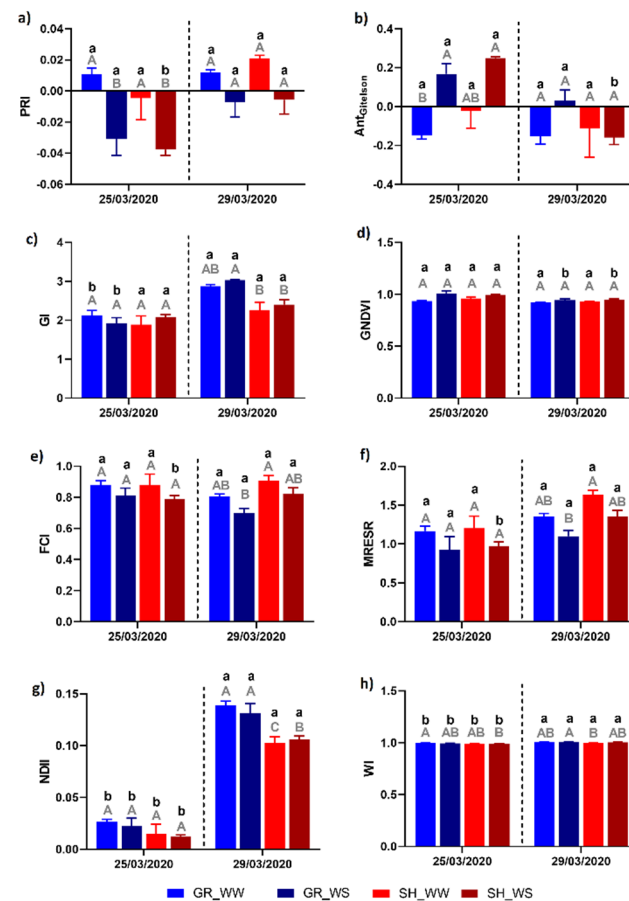 a)
0.04
0.02
0.00
-0.02
-0.04
-0.06
PRI
a a a b
A B A B
a a a a
A A A A
25/03/2020 29/03/2020
b)
0.4
0.2
0.0
-0.2
-0.4
Ant_Gitelson
a a a a
B A AB A
a a a b
A A A A
25/03/2020 29/03/2020
c)
4
3
2
1
0
GI
b b a a
A A A A
a a a a
AB A B B
25/03/2020 29/03/2020
d)
1.5
1.0
0.5
0.0
GNDVI
a a a a
A A A A
a b a b
A A A A
25/03/2020 29/03/2020
e)
1.0
0.8
0.6
0.4
0.2
0.0
FCI
a a a b
A A A A
a a a a
AB B A AB
25/03/2020 29/03/2020
f)
2.0
1.5
1.0
0.5
0.0
MRESR
a a a b
A A A A
a a a a
AB B A AB
25/03/2020 29/03/2020
g)
0.15
0.10
0.05
0.00
NDII
b b b b
A A A A
a a a a
A A C B
25/03/2020 29/03/2020
h)
1.5
1.0
0.5
0.0
WI
b b b b
A AB AB B
a a a a
AB A B AB
25/03/2020 29/03/2020
GR_WW GR_WS SH_WW SH_WS